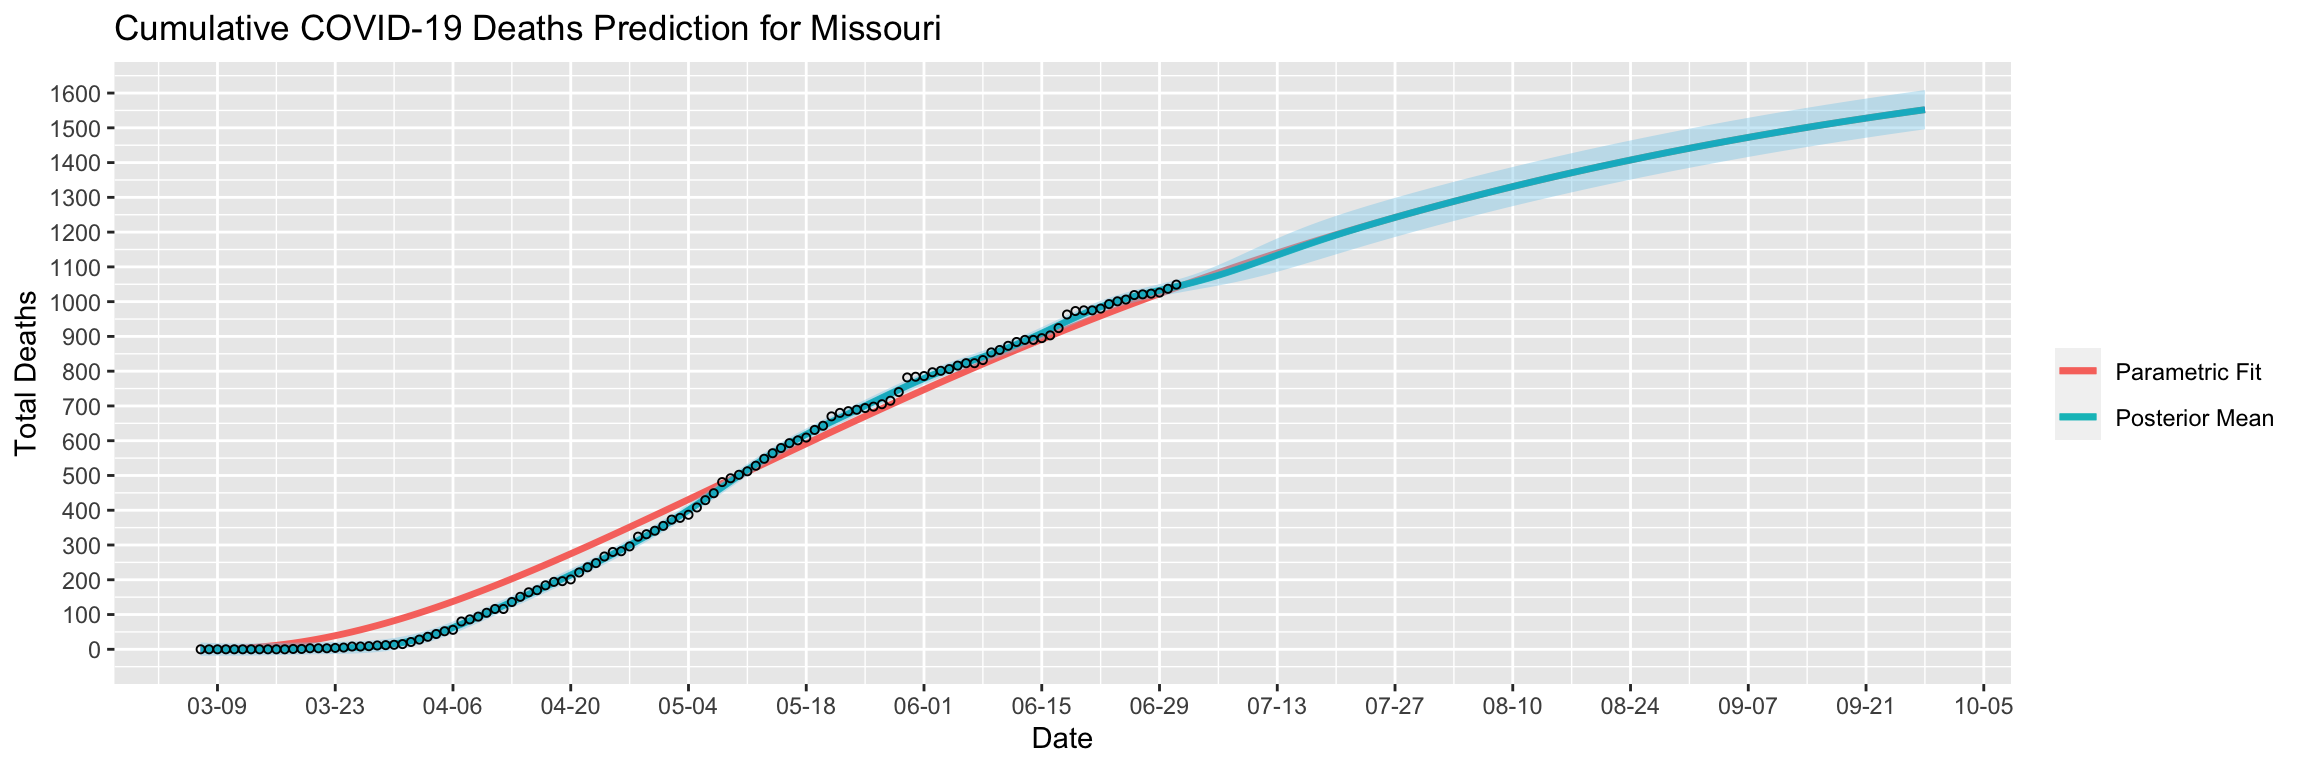 Cumulative COVID-19 Deaths Prediction for Missouri
Total Deaths
1600
1500
1400
1300
1200
1100
1000
900
800
700
600
500
400
300
200
100
0
03-09 03-23 04-06 04-20 05-04 05-18 06-01 06-15 06-29 07-13 07-27 08-10 08-24 09-07 09-21 10-05
Date
Parametric Fit
Posterior Mean